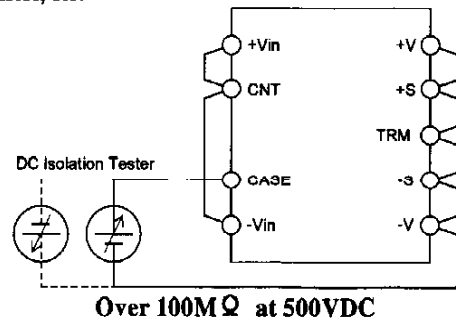 +Vin
+V
CNT
+S
TRM
DC Isolation Tester
CASE
-S
-Vin
-V
Over 100MΩ at 500VDC